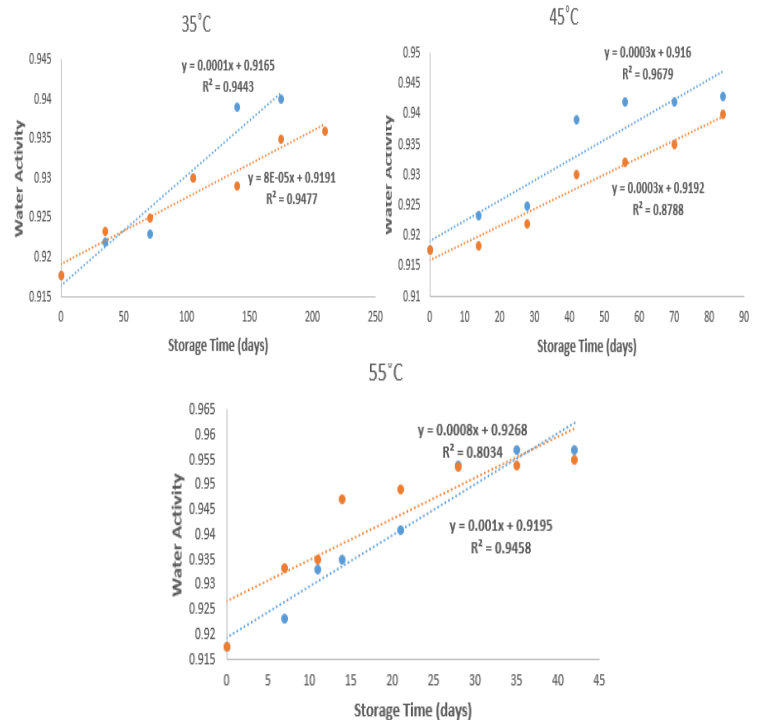 35°C
0.945
0.94
0.935
0.93
0.925
0.92
0.915
0
50
100
150
200
250
Water Activity
Storage Time (days)
y = 0.0001x + 0.9165
R² = 0.9443
y = 8E-05x + 0.9191
R² = 0.9477
45°C
0.95
0.945
0.94
0.935
0.93
0.925
0.92
0.915
0.91
0
10
20
30
40
50
60
70
80
90
Water Activity
Storage Time (days)
y = 0.0003x + 0.916
R² = 0.9679
y = 0.0003x + 0.9192
R² = 0.8788
55°C
0.965
0.96
0.955
0.95
0.945
0.94
0.935
0.93
0.925
0.92
0.915
0
5
10
15
20
25
30
35
40
45
Water Activity
Storage Time (days)
y = 0.0008x + 0.9268
R² = 0.8034
y = 0.001x + 0.9195
R² = 0.9458